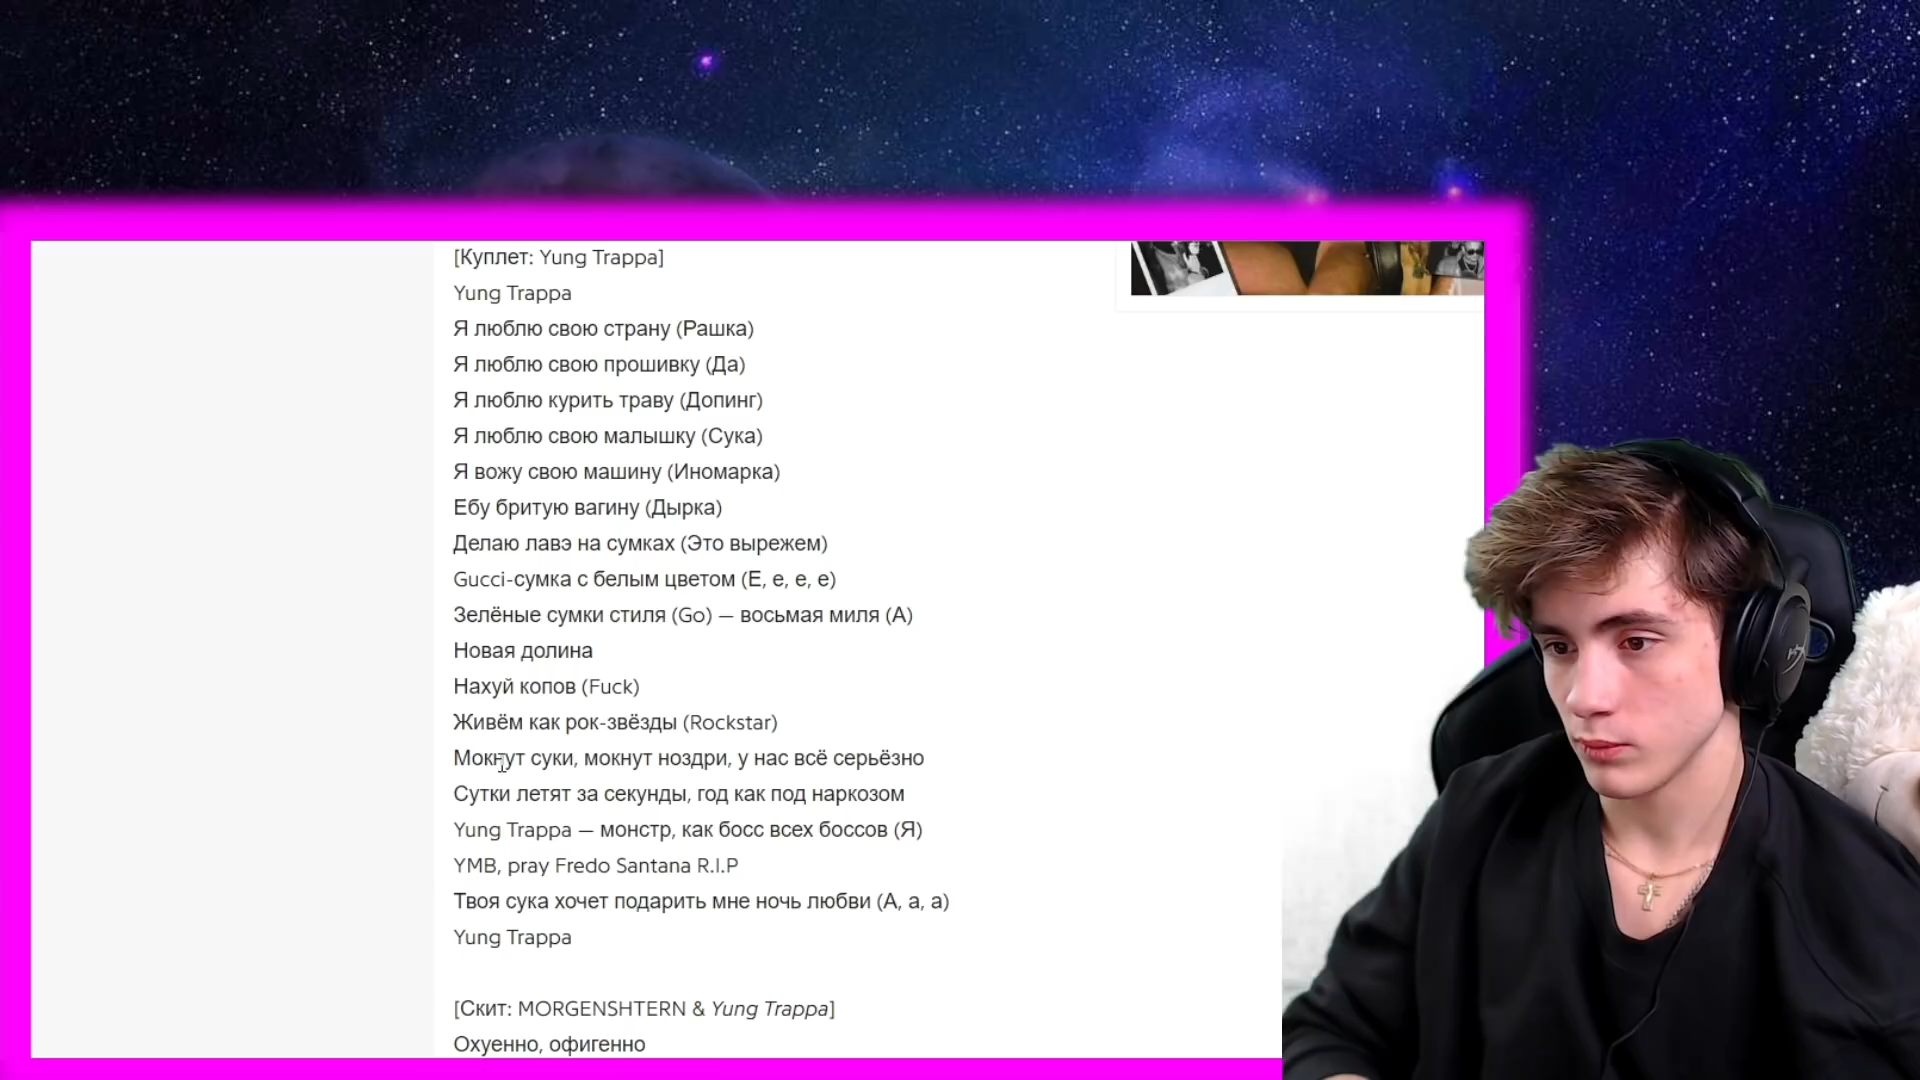 [Куплет: Yung Trappa]
Yung Trappa
Я люблю свою страну (Рашка)
Я люблю свою прошивку (Да)
Я люблю курить траву (Допинг)
Я люблю свою малышку (Сука)
Я вожу свою машину (Иномарка)
Ебу бритую вагину (Дырка)
Делаю лавэ на сумках (Это вырежем)
Gucci-сумка с белым цветом (Е, е, е, е)
Зелёные сумки стиля (Go) — восьмая миля (А)
Новая долина
Нахуй копов (Fuck)
Живём как рок-звёзды (Rockstar)
Мокнут суки, мокнут ноздри, у нас всё серьёзно
Сутки летят за секунды, год как под наркозом
Yung Trappa — монстр, как босс всех боссов (Я)
YMB, pray Fredo Santana R.I.P
Твоя сука хочет подарить мне ночь любви (А, а, а)
Yung Trappa
[Скит: MORGENSHTERN & Yung Trappa]
Охуенно, офигенно